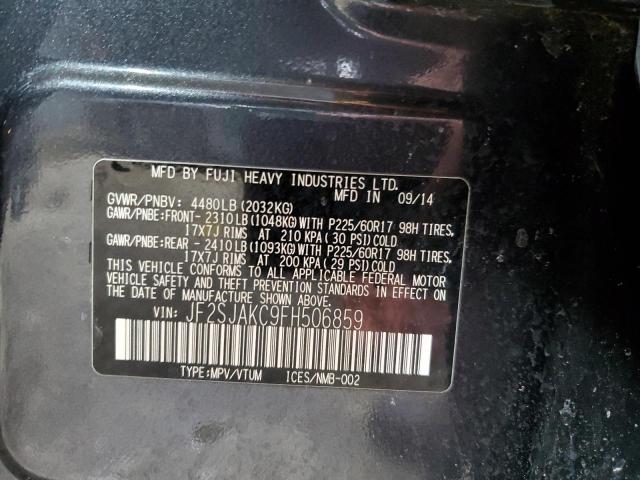 MFD BY FUJI HEAVY INDUSTRIES LTD.
MFD IN 09/14
GVWR/PNBV: 4480LB(2032KG)
GAWR/PNBE:FRONT- 2310LB(1048KG)WITH P225/60R17 98H TIRES,
17X7J RIMS AT 210 KPA( 30 PSI)COLD
GAWR/PNBE:REAR - 2410LB(1093KG)WITH P225/60R17 98H TIRES,
17X7J RIMS AT 200 KPA( 29 PSI)COLD
THIS VEHICLE CONFORMS TO ALL APPLICABLE FEDERAL MOTOR
VEHICLE SAFETY AND THEFT PREVENTION STANDARDS IN EFFECT
ON THE DATE OF MANUFACTURE SHOWN ABOVE.
VIN: JF2SJAKC9FH506859
TYPE:MPV/VTUM ICES/NMB-002